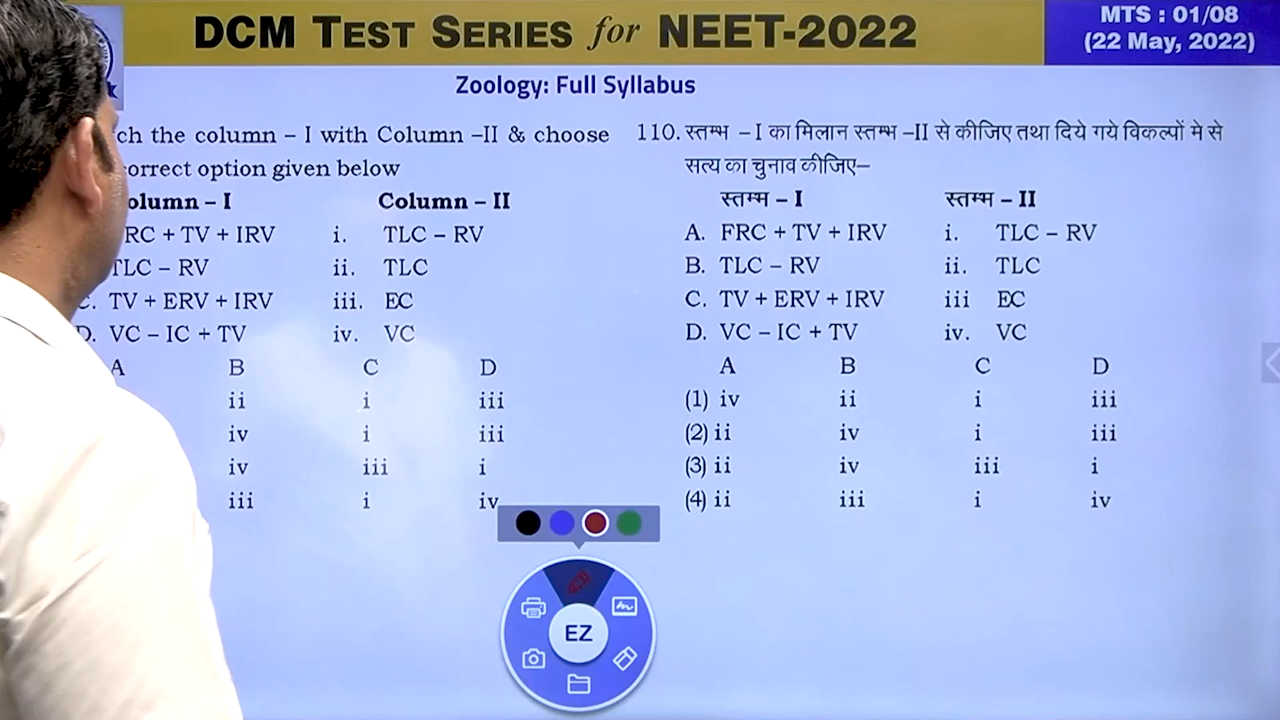 DCM TEST SERIES for NEET-2022
MTS : 01/08
(22 May, 2022)
Zoology: Full Syllabus
ch the column – I with Column –II & choose
correct option given below
olumn – I Column – II
RC + TV + IRV i. TLC – RV
TLC – RV ii. TLC
C. TV + ERV + IRV iii. EC
D. VC – IC + TV iv. VC
A B C D
ii i iii
iv i iii
iv iii i
iii i iv
110. स्तम्भ –I का मिलान स्तम्भ –II से कीजिए तथा दिये गये विकल्पों मे से
सत्य का चुनाव कीजिए–
स्तम्भ – I स्तम्भ – II
A. FRC + TV + IRV i. TLC – RV
B. TLC – RV ii. TLC
C. TV + ERV + IRV iii EC
D. VC – IC + TV iv. VC
A B C D
(1) iv ii i iii
(2) ii iv i iii
(3) ii iv iii i
(4) ii iii i iv
EZ